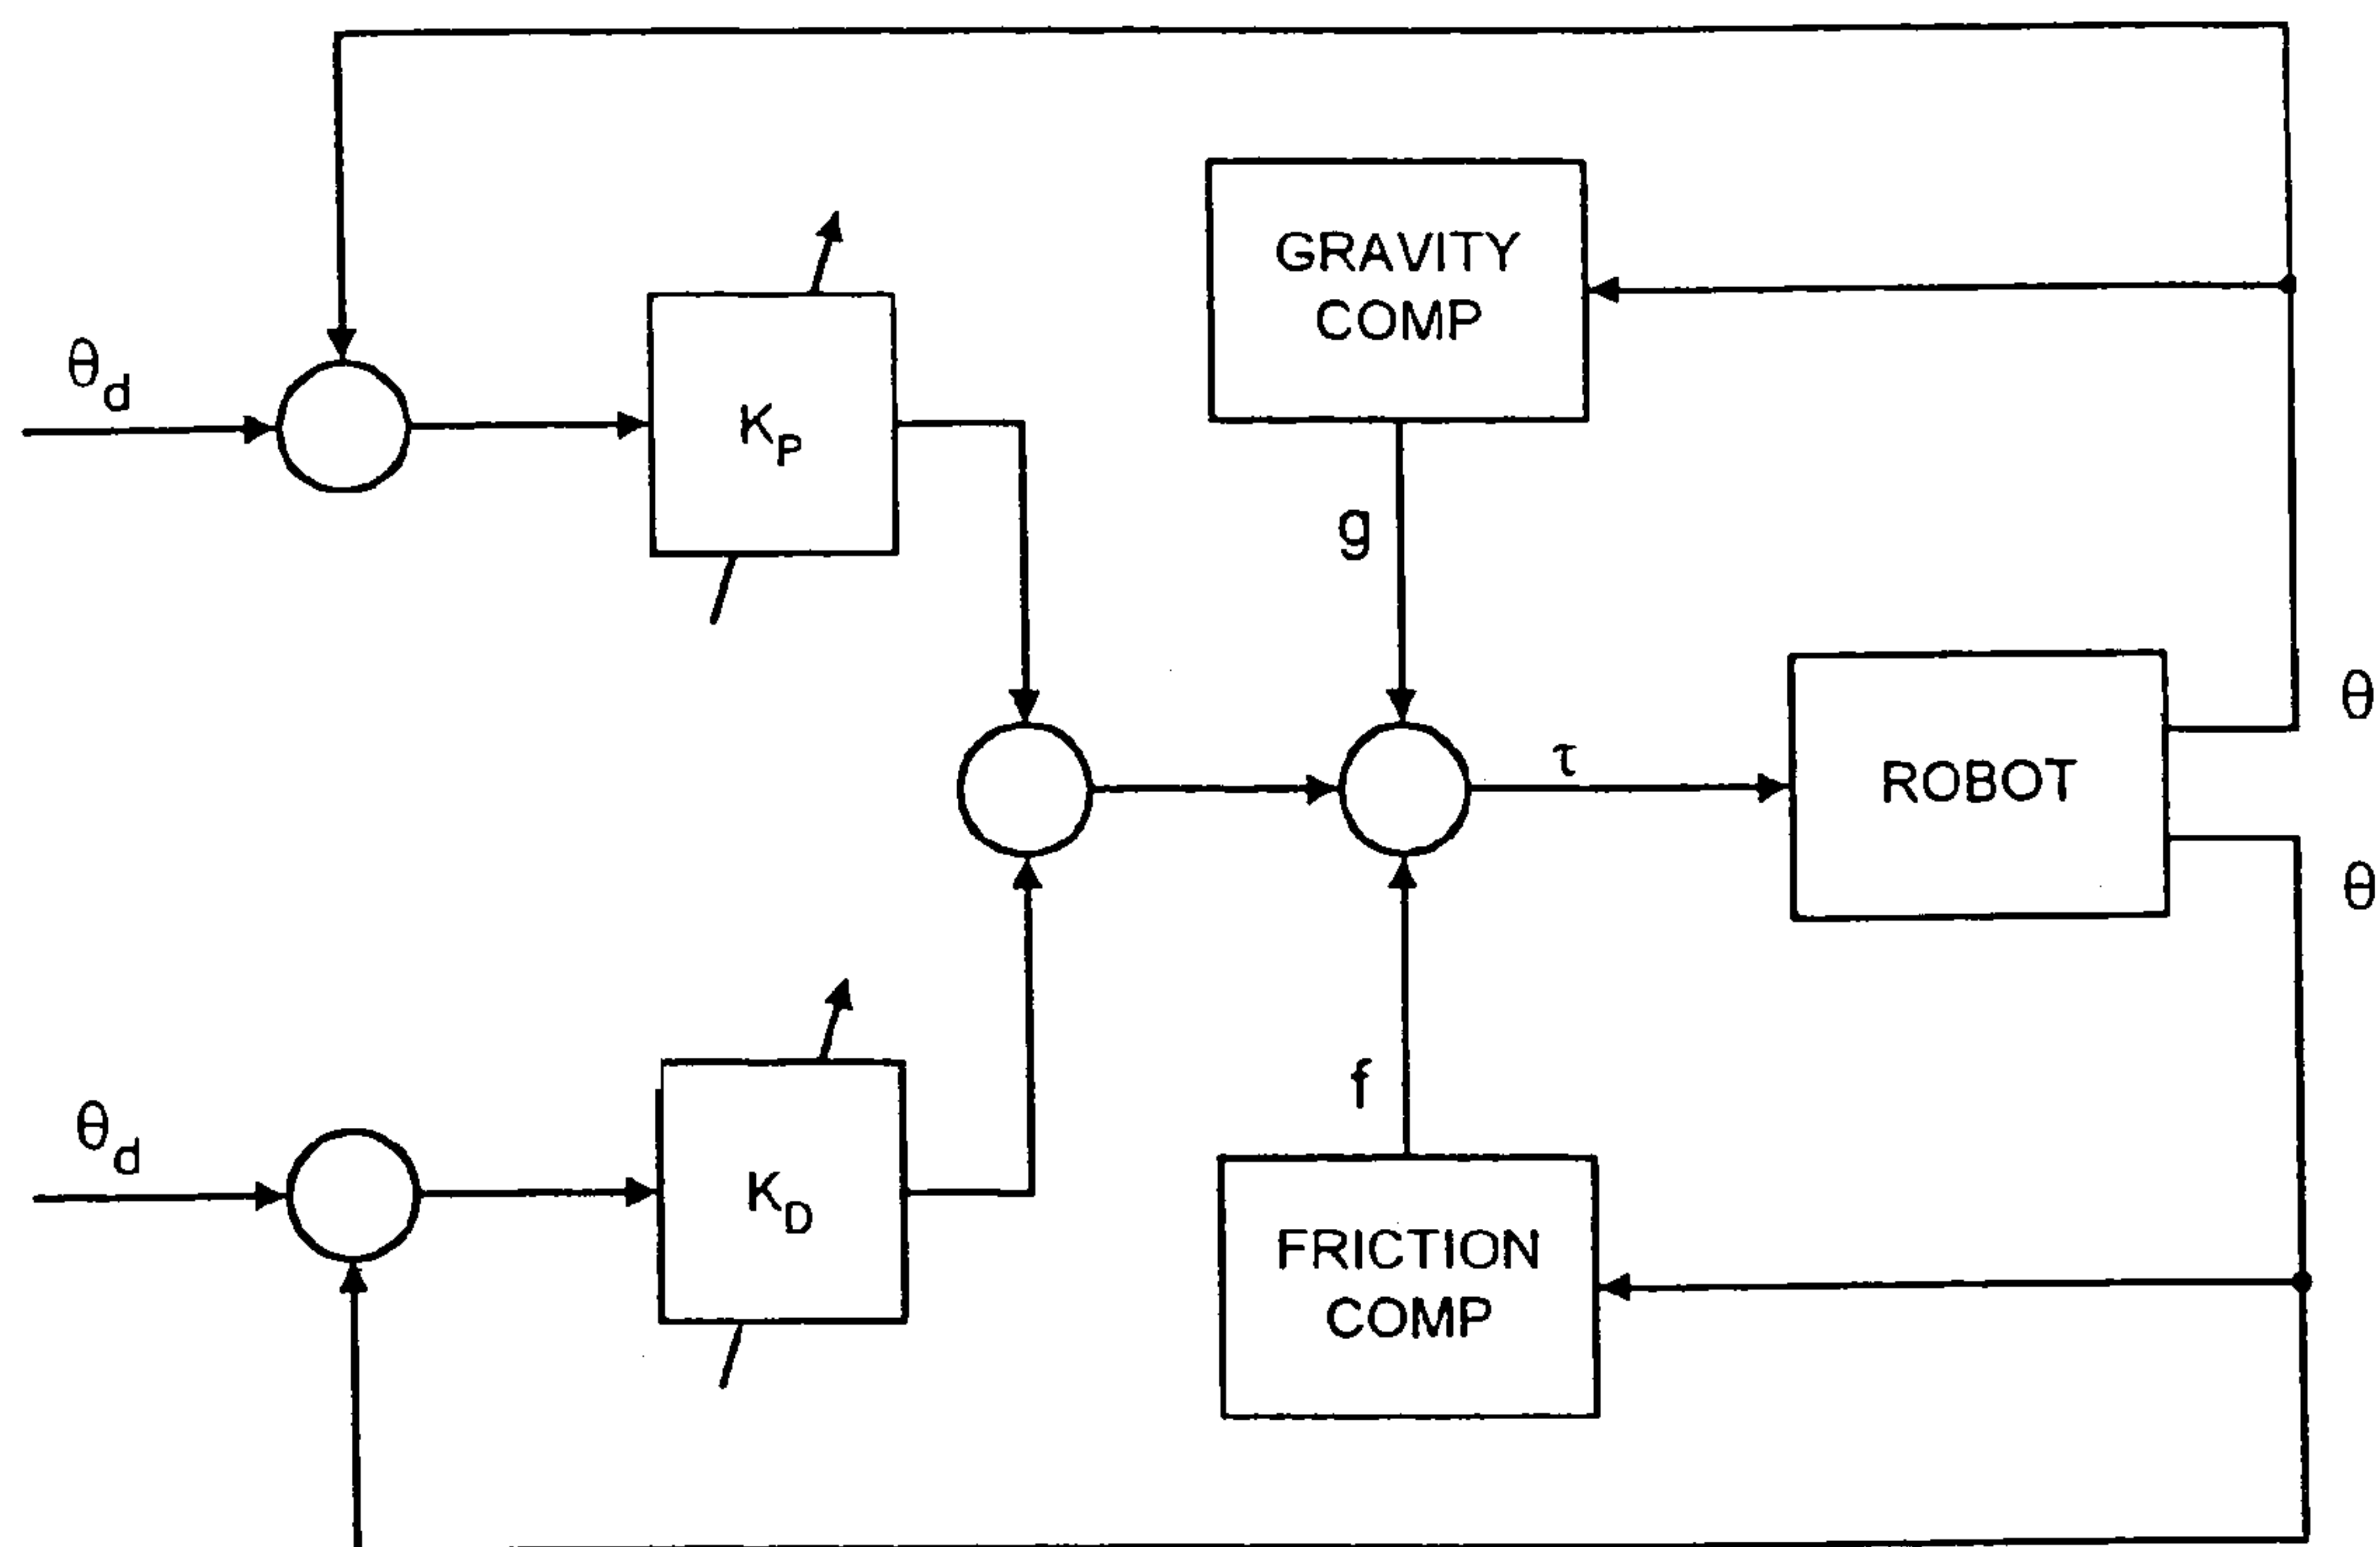 GRAVITY
COMP
θd
KP
g
θ
τ
ROBOT
θ
f
θd
KD
FRICTION
COMP